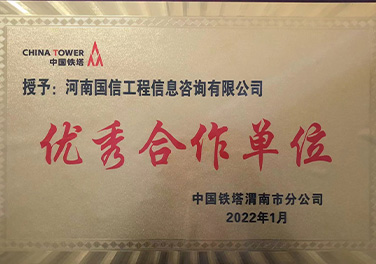 CHINA TOWER
中国铁塔
授予：河南国信工程信息咨询有限公司
优秀合作单位
中国铁塔渭南市分公司
2022年1月